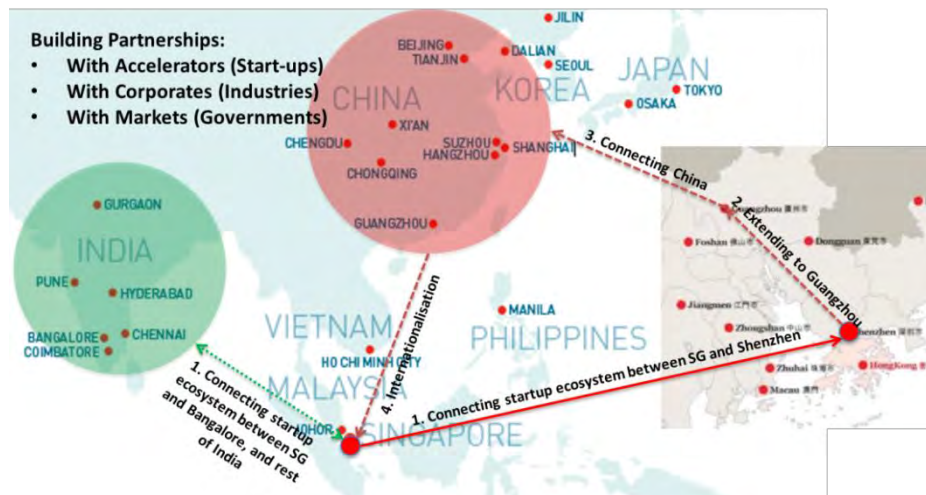 Building Partnerships:
• With Accelerators (Start-ups)
• With Corporates (Industries)
• With Markets (Governments)
JILIN
BEIJING
TIANJIN
DALIAN
SEOUL
KOREA
JAPAN
TOKYO
OSAKA
CHINA
XI'AN
CHENGDU
SUZHOU
HANGZHOU
SHANGHAI
CHONGQING
GUANGZHOU
GURGAON
INDIA
PUNE
HYDERABAD
BANGALORE
CHENNAI
COIMBATORE
VIETNAM
HO CHI MINH CITY
MANILA
PHILIPPINES
MALAYSIA
JOHOR
SINGAPORE
1. Connecting startup
ecosystem between SG
and Bangalore, and rest
of India
1. Connecting startup ecosystem between SG and Shenzhen
2. Extending to Guangzhou
3. Connecting China
4. Internationalisation
Guangzhou 廣州市
Foshan 佛山市
Dongguan 東莞市
Jiangmen 江門市
Zhongshan 中山市
Shenzhen 深圳市
Zhuhai 珠海市
HongKong
Macau 澳門